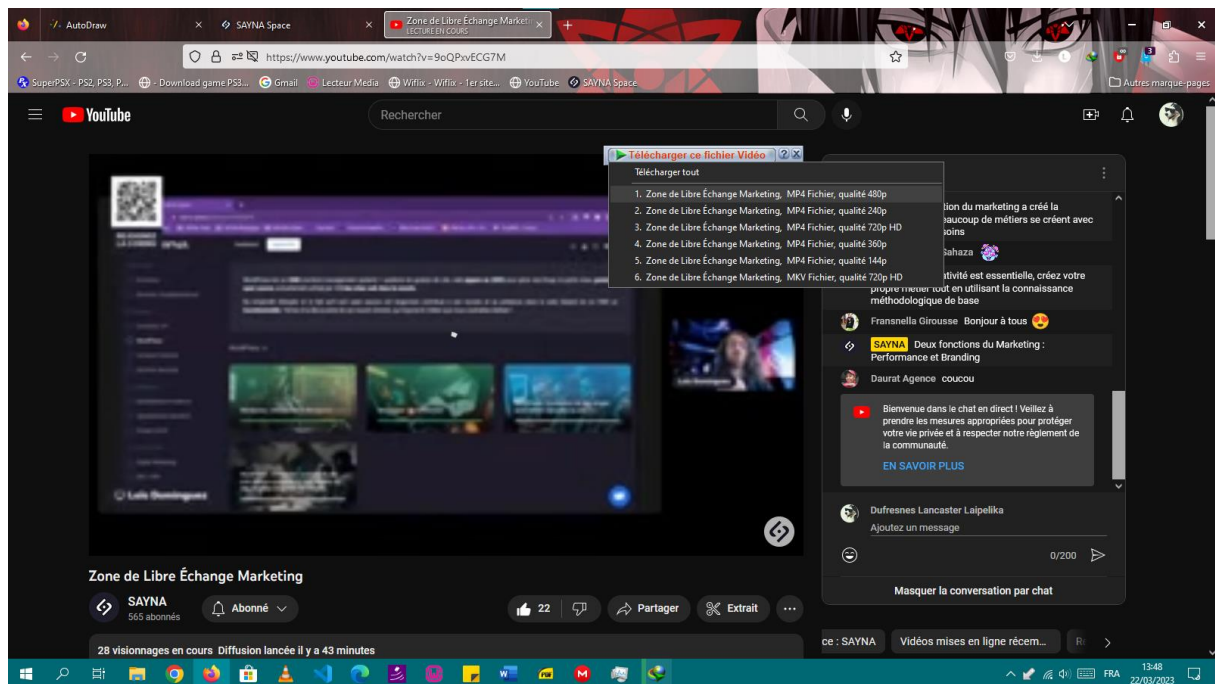 AutoDraw
SAYNA Space
Zone de Libre Échange Marketi
LECTURE EN COURS
https://www.youtube.com/watch?v=9oQPxvECG7M
SuperPSX - PS2, PS3, P...
- Download game PS3...
Gmail
Lecteur Media
Wiflix - Wiflix - 1er site...
YouTube
SAYNA Space
Autres marque-pages
YouTube
Rechercher
Télécharger ce fichier Vidéo
Télécharger tout
1. Zone de Libre Échange Marketing, MP4 Fichier, qualité 480p
2. Zone de Libre Échange Marketing, MP4 Fichier, qualité 240p
3. Zone de Libre Échange Marketing, MP4 Fichier, qualité 720p HD
4. Zone de Libre Échange Marketing, MP4 Fichier, qualité 360p
5. Zone de Libre Échange Marketing, MP4 Fichier, qualité 144p
6. Zone de Libre Échange Marketing, MKV Fichier, qualité 720p HD
tion du marketing a créé la
eaucoup de métiers se créent avec
soins
Sahaza
tivité est essentielle, créez votre
propre métier tout en utilisant la connaissance
méthodologique de base
Fransnella Girousse Bonjour à tous
SAYNA Deux fonctions du Marketing :
Performance et Branding
Daurat Agence coucou
Bienvenue dans le chat en direct ! Veillez à
prendre les mesures appropriées pour protéger
votre vie privée et à respecter notre règlement de
la communauté.
EN SAVOIR PLUS
Dufresnes Lancaster Laipelika
Ajoutez un message
0/200
Masquer la conversation par chat
Loïs Dominguez
Zone de Libre Échange Marketing
SAYNA
565 abonnés
Abonné
22
Partager
Extrait
28 visionnages en cours Diffusion lancée il y a 43 minutes
ce : SAYNA
Vidéos mises en ligne récem...
FRA
13:48
22/03/2023